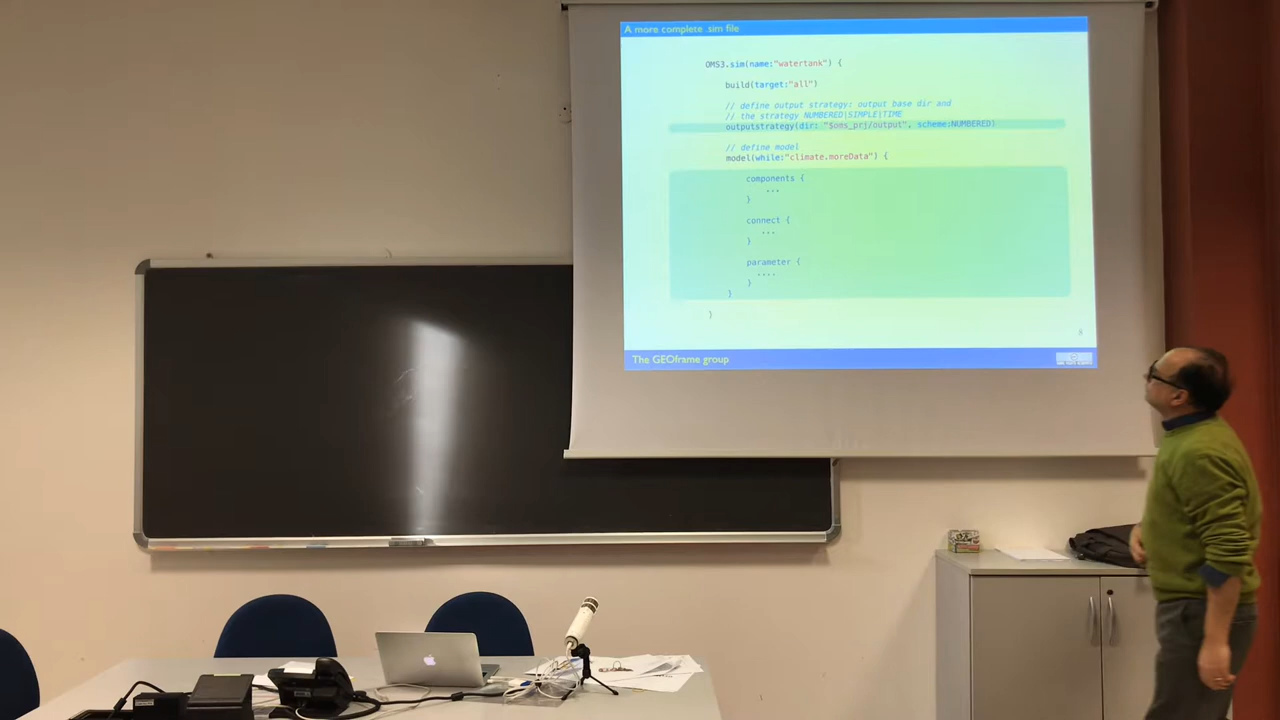 A more complete .sim file
OMS3.sim(name:"watertank") {
build(target:"all")
// define output strategy: output base dir and
// the strategy NUMBERED|SIMPLE|TIME
outputstrategy(dir: "$oms_prj/output", scheme:NUMBERED)
// define model
model(while:"climate.moreData") {
components {
...
}
connect {
...
}
parameter {
....
}
}
}
8
The GEOframe group